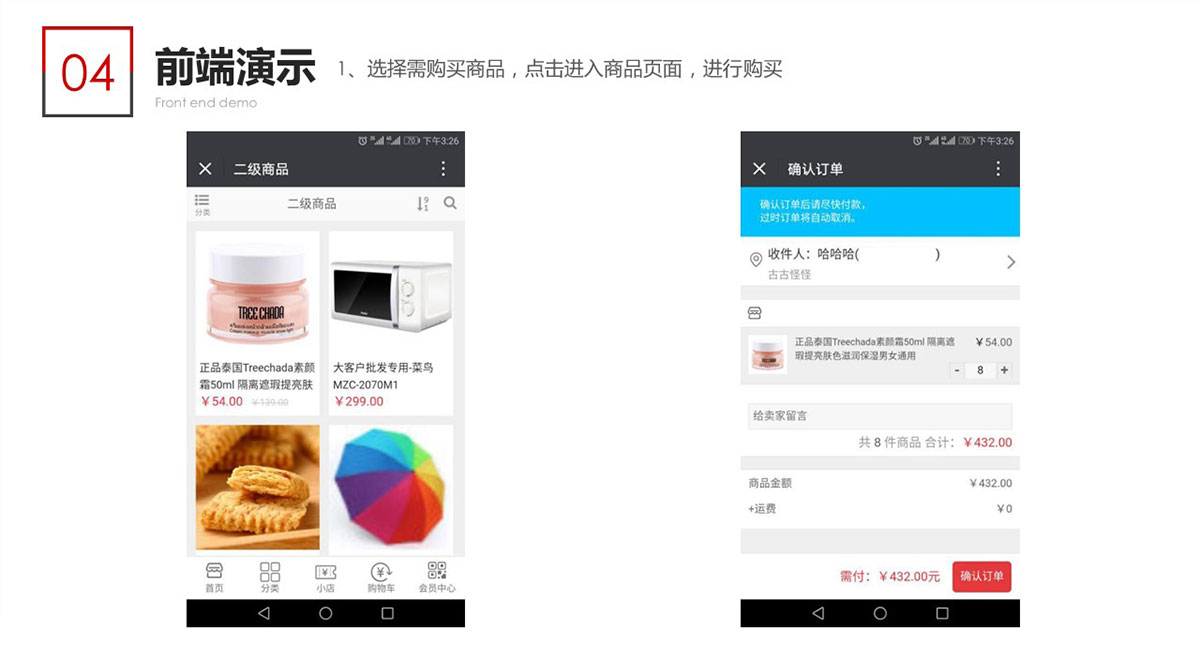 04
前端演示
1、选择需购买商品，点击进入商品页面，进行购买
Front end demo
下午3:26
二级商品
分类
二级商品
TREE CHADA
Cream makeup muscle snow light
正品泰国Treechada素颜
霜50ml 隔离遮瑕提亮肤
￥54.00 ￥139.00
大客户批发专用-菜鸟
MZC-2070M1
￥299.00
首页
分类
小店
购物车
会员中心
下午3:26
确认订单
确认订单后请尽快付款，
过时订单将自动取消。
收件人：哈哈哈( )
古古怪怪
正品泰国Treechada素颜霜50ml 隔离遮
瑕提亮肤色滋润保湿男女通用
￥54.00
- 8 +
给卖家留言
共 8 件商品 合计：￥432.00
商品金额 ￥432.00
+运费 ￥0
需付：￥432.00元
确认订单